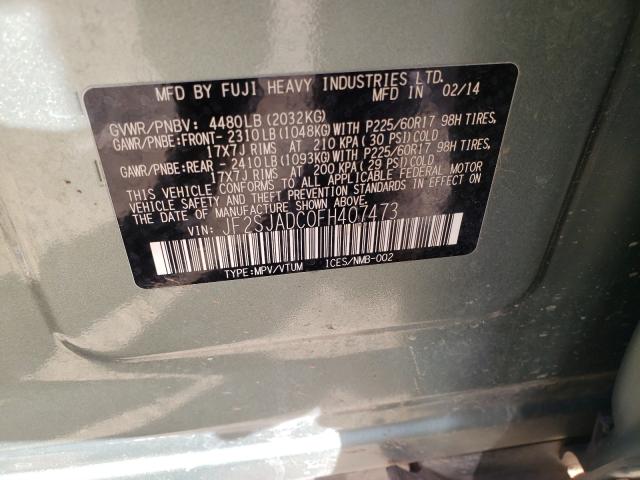 MFD BY FUJI HEAVY INDUSTRIES LTD.
MFD IN 02/14
GVWR/PNBV: 4480LB(2032KG)
GAWR/PNBE:FRONT- 2310LB(1048KG)WITH P225/60R17 98H TIRES,
17X7J RIMS AT 210 KPA(30 PSI)COLD
GAWR/PNBE:REAR - 2410LB(1093KG)WITH P225/60R17 98H TIRES,
17X7J RIMS AT 200 KPA(29 PSI)COLD
THIS VEHICLE CONFORMS TO ALL APPLICABLE FEDERAL MOTOR
VEHICLE SAFETY AND THEFT PREVENTION STANDARDS IN EFFECT ON
THE DATE OF MANUFACTURE SHOWN ABOVE.
VIN: JF2SJADC0FH407473
TYPE:MPV/VTUM ICES/NMB-002